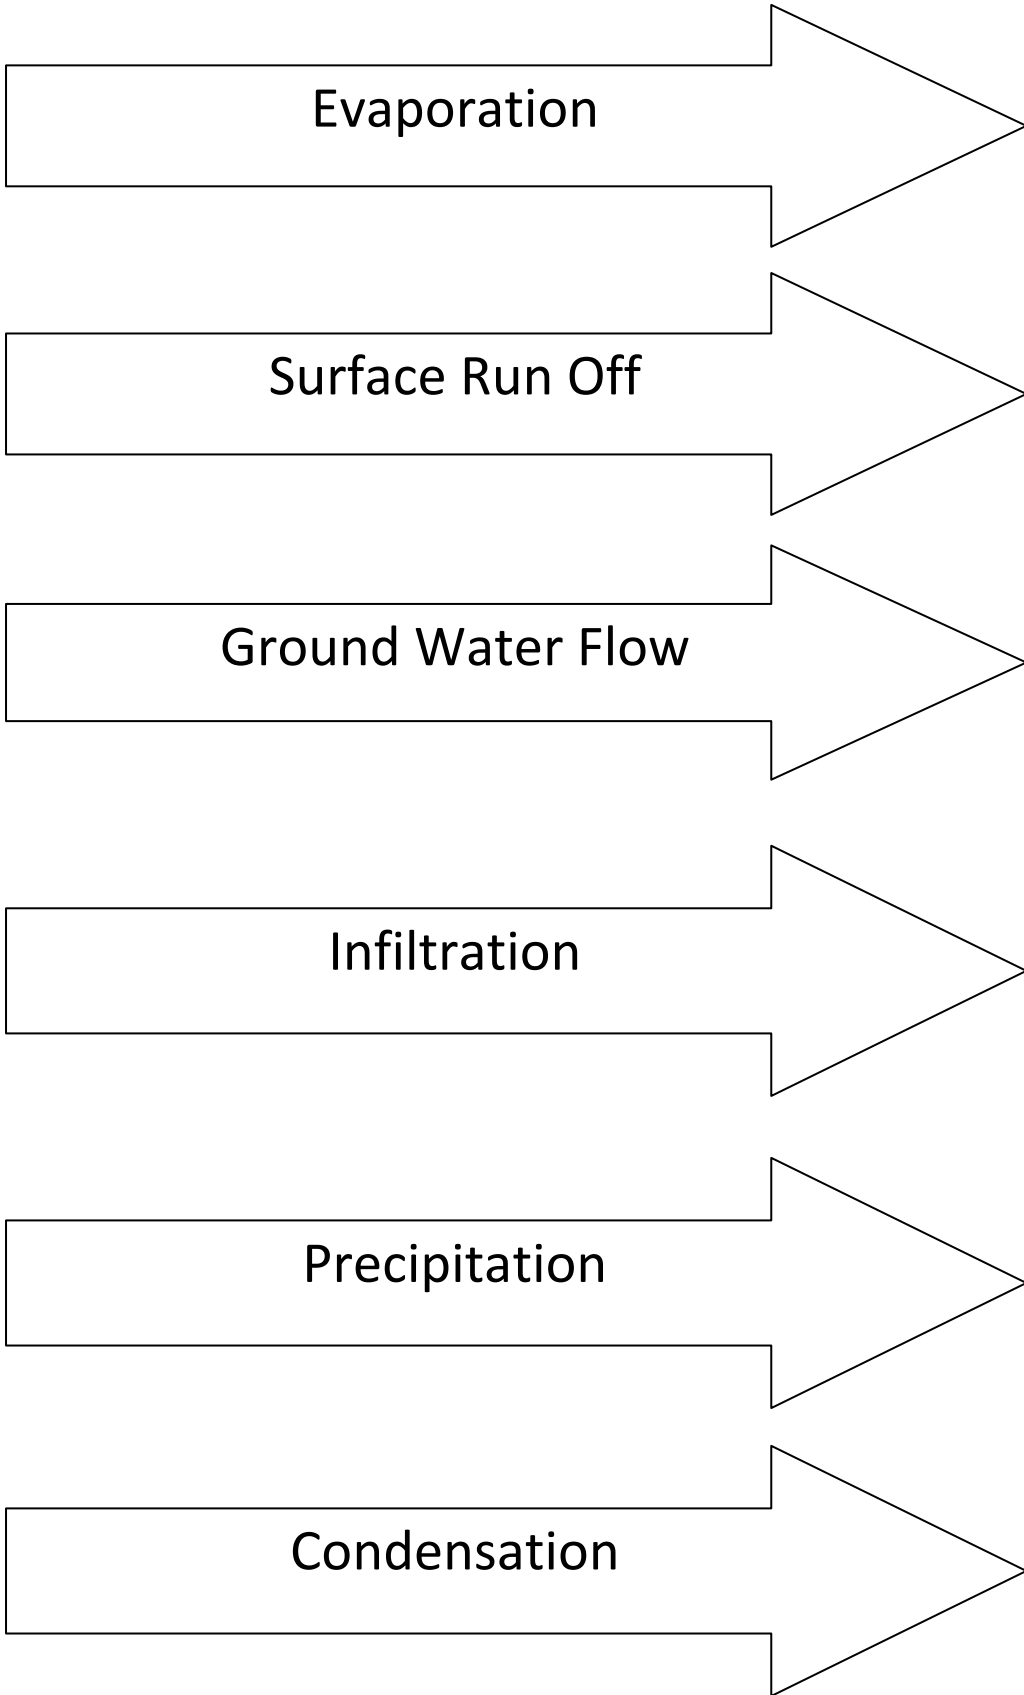 Evaporation
Surface Run Off
Ground Water Flow
Infiltration
Precipitation
Condensation